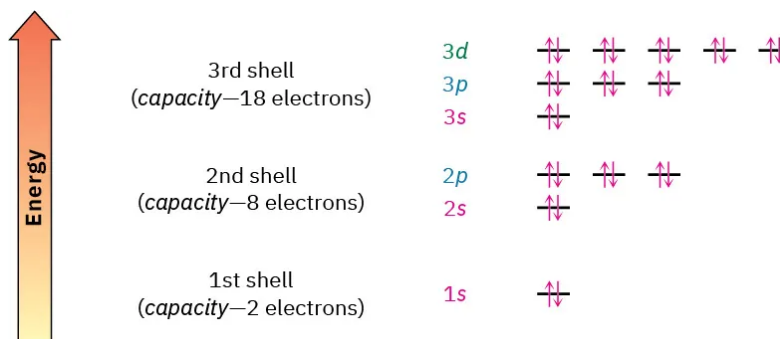 3rd shell
(capacity—18 electrons)
3d
3p
3s
2nd shell
(capacity—8 electrons)
2p
2s
1st shell
(capacity—2 electrons)
1s
Energy